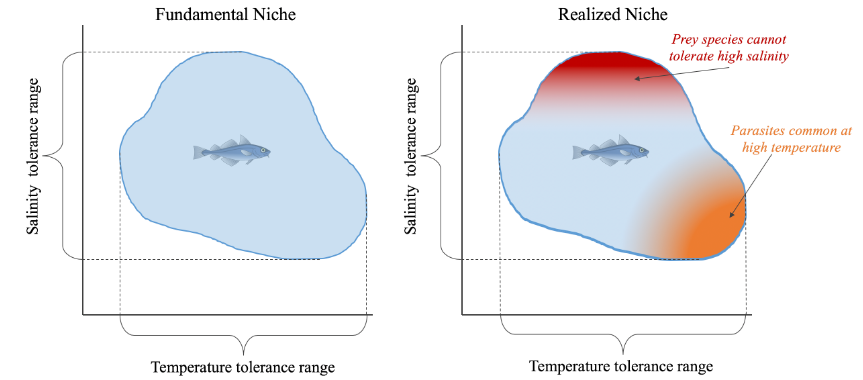 Fundamental Niche
Salinity tolerance range
Temperature tolerance range
Realized Niche
Prey species cannot
tolerate high salinity
Parasites common at
high temperature
Salinity tolerance range
Temperature tolerance range